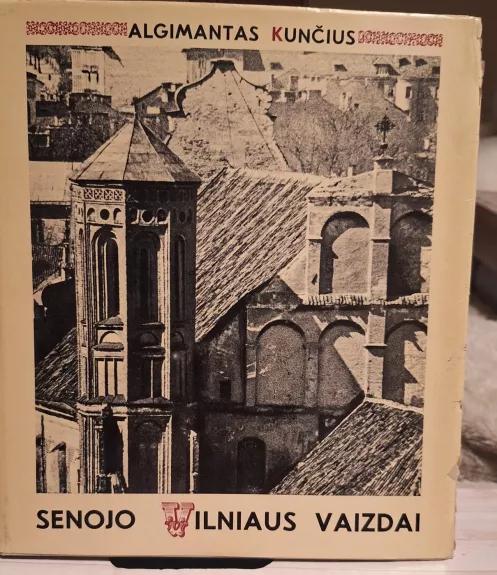 ALGIMANTAS KUNČIUS
SENOJO VILNIAUS VAIZDAI